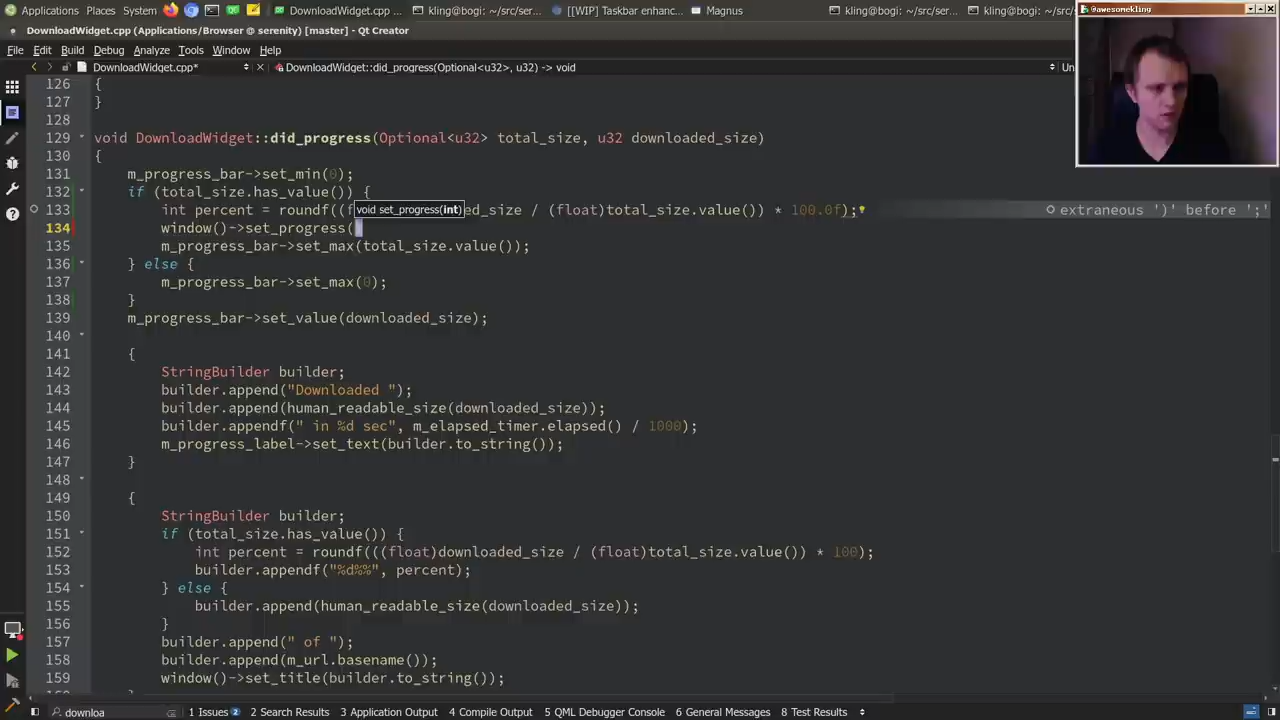 Applications Places System DownloadWidget.cpp (... kling@bogi: ~/src/ser... [[WIP] Taskbar enhanc... Magnus kling@bogi: ~/src/ser... kling@bogi: ~/src/ser...
@awesomekling
DownloadWidget.cpp (Applications/Browser @ serenity) [master] - Qt Creator
File Edit Build Debug Analyze Tools Window Help
DownloadWidget.cpp* DownloadWidget::did_progress(Optional<u32>, u32) -> void
126 {
127 }
128
129 void DownloadWidget::did_progress(Optional<u32> total_size, u32 downloaded_size)
130 {
131 m_progress_bar->set_min(0);
132 if (total_size.has_value()) {
133 int percent = roundf((f void set_progress(int) ed_size / (float)total_size.value()) * 100.0f); extraneous ')' before ';'
134 window()->set_progress(
135 m_progress_bar->set_max(total_size.value());
136 } else {
137 m_progress_bar->set_max(0);
138 }
139 m_progress_bar->set_value(downloaded_size);
140
141 {
142 StringBuilder builder;
143 builder.append("Downloaded ");
144 builder.append(human_readable_size(downloaded_size));
145 builder.appendf(" in %d sec", m_elapsed_timer.elapsed() / 1000);
146 m_progress_label->set_text(builder.to_string());
147 }
148
149 {
150 StringBuilder builder;
151 if (total_size.has_value()) {
152 int percent = roundf(((float)downloaded_size / (float)total_size.value()) * 100);
153 builder.appendf("%d%%", percent);
154 } else {
155 builder.append(human_readable_size(downloaded_size));
156 }
157 builder.append(" of ");
158 builder.append(m_url.basename());
159 window()->set_title(builder.to_string());
downloa 1 Issues 2 2 Search Results 3 Application Output 4 Compile Output 5 QML Debugger Console 6 General Messages 8 Test Results